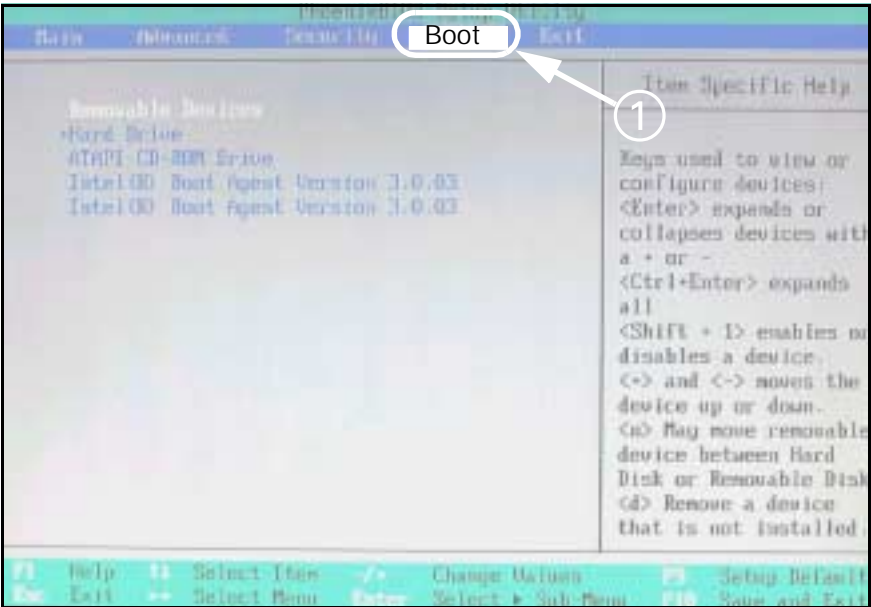 PhoenixBIOS Setup Utility
Main Advanced Security Boot Exit
1
Item Specific Help
Removable Devices
+Hard Drive
ATAPI CD-ROM Drive
Intel(R) Boot Agent Version 3.0.03
Intel(R) Boot Agent Version 3.0.03
Keys used to view or
configure devices:
<Enter> expands or
collapses devices with
a + or -
<Ctrl+Enter> expands
all
<Shift + 1> enables or
disables a device.
<+> and <-> moves the
device up or down.
<n> May move removable
device between Hard
Disk or Removable Disk
<d> Remove a device
that is not installed.
F1 Help Select Item -/+ Change Values F9 Setup Default
Esc Exit Select Menu Enter Select ▶ Sub-Menu F10 Save and Exit